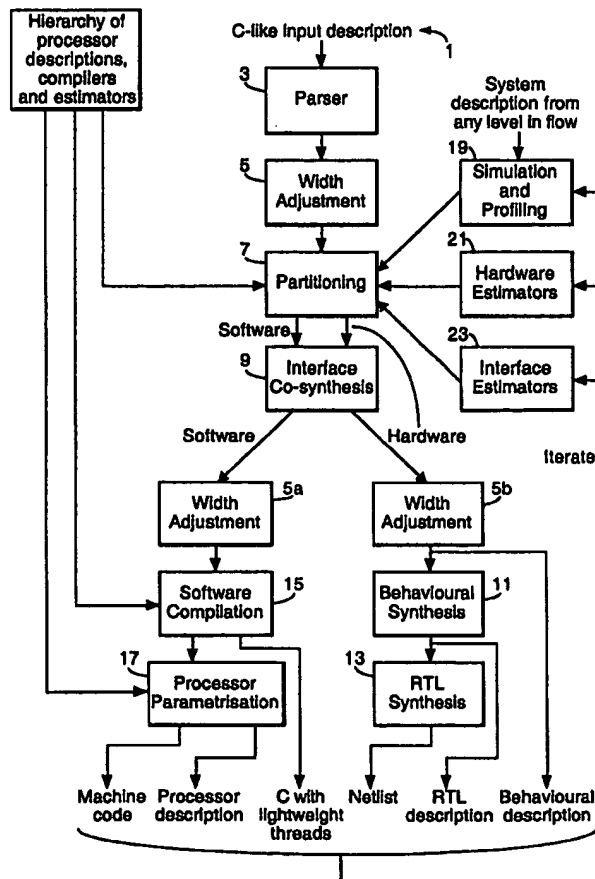 Hierarchy of
processor
descriptions,
compilers
and estimators
C-like input description
1
3
Parser
System
description from
any level in flow
5
Width
Adjustment
19
Simulation
and
Profiling
7
Partitioning
21
Hardware
Estimators
Software
9
Interface
Co-synthesis
23
Interface
Estimators
Software
Hardware
Iterate
Width
Adjustment
5a
Width
Adjustment
5b
Software
Compilation
15
Behavioural
Synthesis
11
17
Processor
Parametrisation
13
RTL
Synthesis
Machine
code
Processor
description
C with
lightweight
threads
Netlist
RTL
description
Behavioural
description